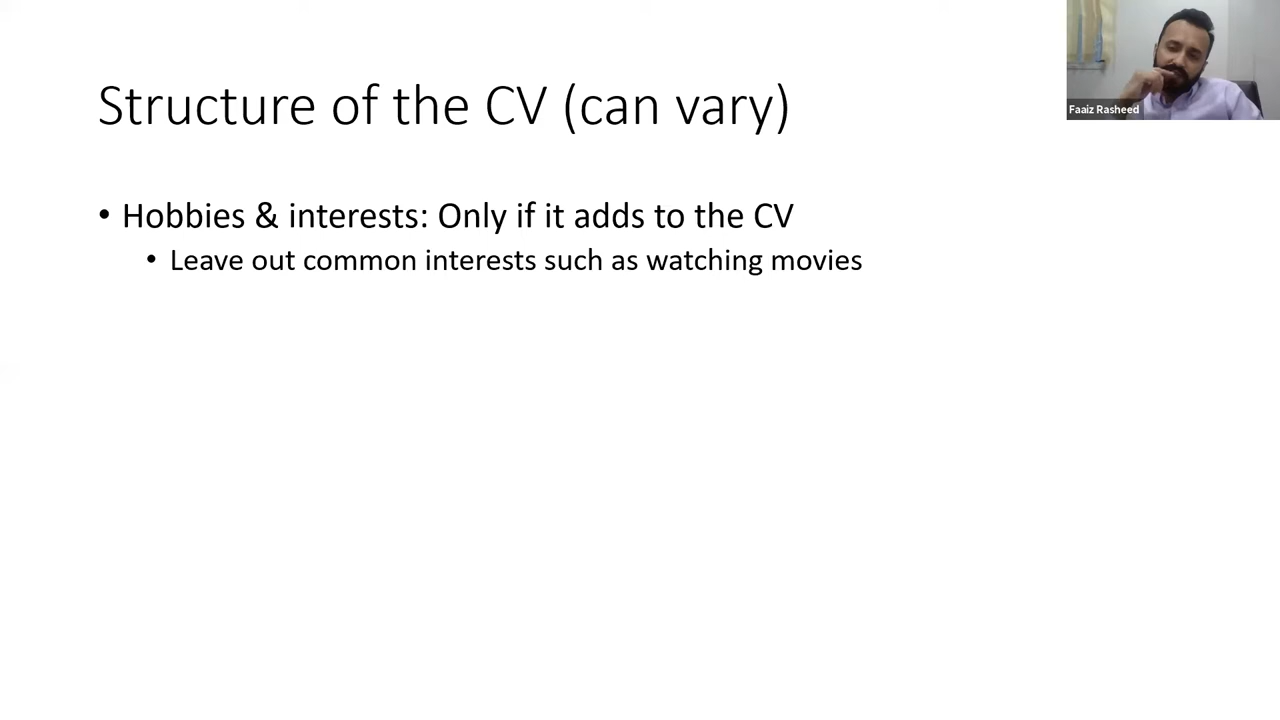 Structure of the CV (can vary)
• Hobbies & interests: Only if it adds to the CV
• Leave out common interests such as watching movies
Faaiz Rasheed